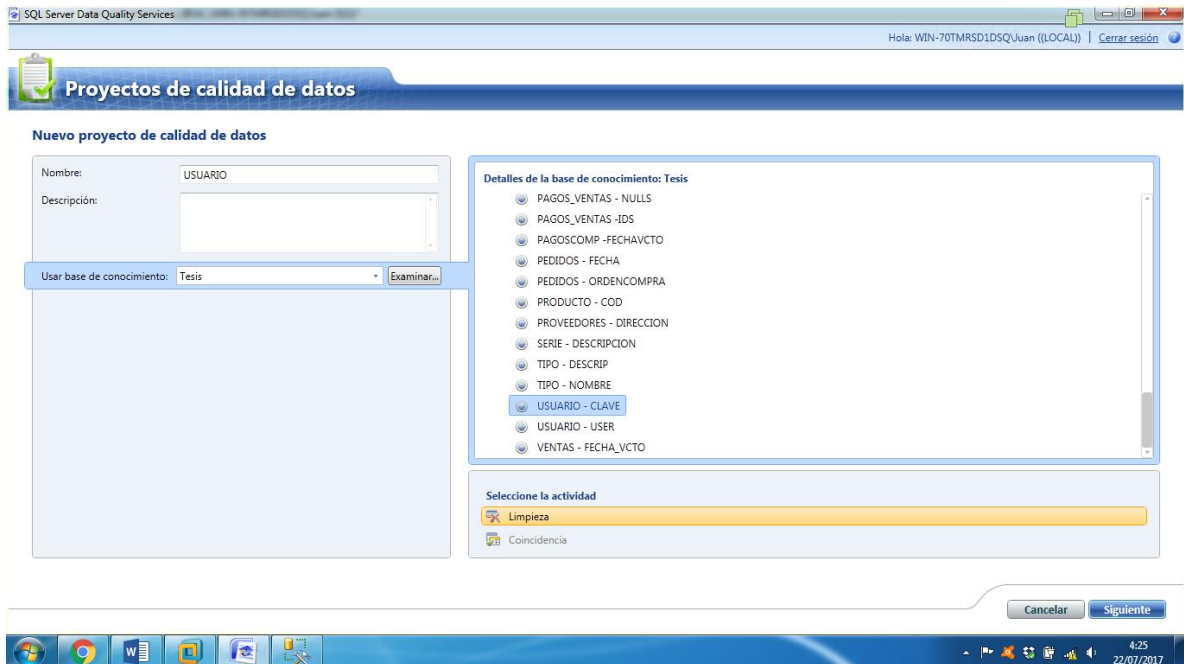 SQL Server Data Quality Services
Hola: WIN-70TMRSD1DSQ\Juan ((LOCAL)) | Cerrar sesión
Proyectos de calidad de datos
Nuevo proyecto de calidad de datos
Nombre: USUARIO
Descripción:
Usar base de conocimiento: Tesis Examinar...
Detalles de la base de conocimiento: Tesis
PAGOS_VENTAS - NULLS
PAGOS_VENTAS -IDS
PAGOSCOMP -FECHAVCTO
PEDIDOS - FECHA
PEDIDOS - ORDENCOMPRA
PRODUCTO - COD
PROVEEDORES - DIRECCION
SERIE - DESCRIPCION
TIPO - DESCRIP
TIPO - NOMBRE
USUARIO - CLAVE
USUARIO - USER
VENTAS - FECHA_VCTO
Seleccione la actividad
Limpieza
Coincidencia
Cancelar Siguiente
4:25
22/07/2017